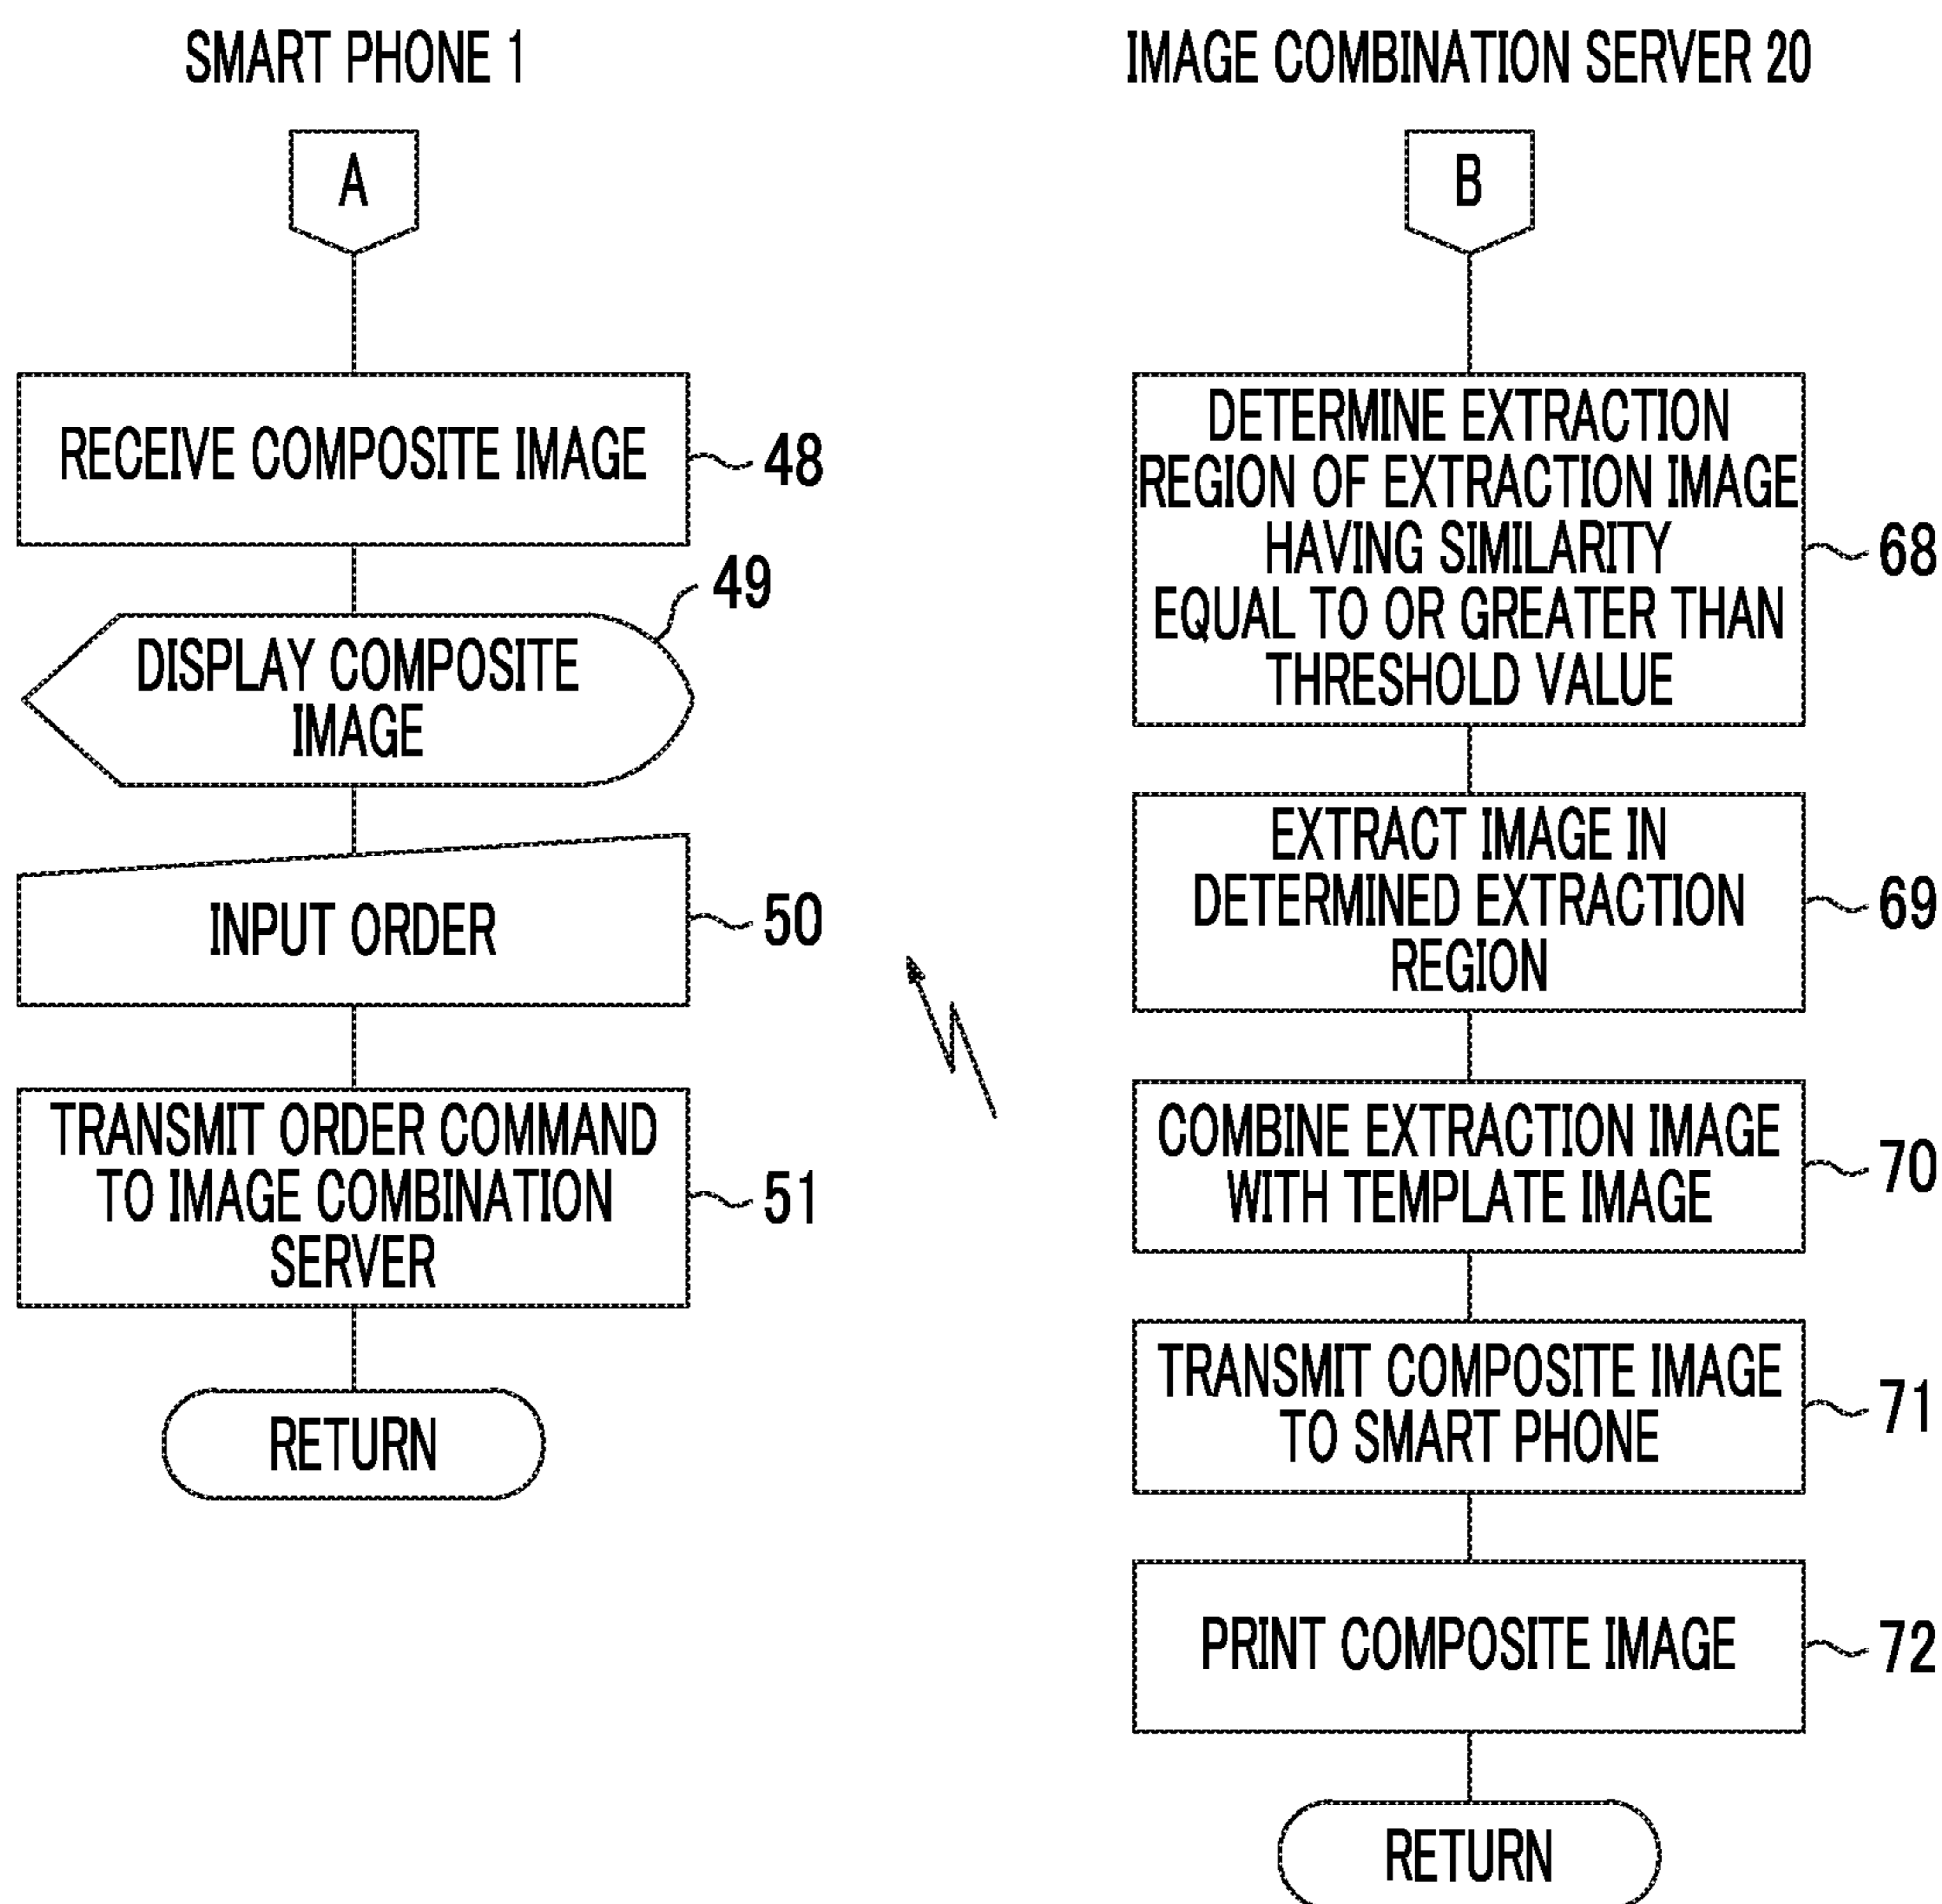 SMART PHONE 1
A
RECEIVE COMPOSITE IMAGE
48
49
DISPLAY COMPOSITE
IMAGE
INPUT ORDER
50
TRANSMIT ORDER COMMAND
TO IMAGE COMBINATION
SERVER
51
RETURN
IMAGE COMBINATION SERVER 20
B
DETERMINE EXTRACTION
REGION OF EXTRACTION IMAGE
HAVING SIMILARITY
EQUAL TO OR GREATER THAN
THRESHOLD VALUE
68
EXTRACT IMAGE IN
DETERMINED EXTRACTION
REGION
69
COMBINE EXTRACTION IMAGE
WITH TEMPLATE IMAGE
70
TRANSMIT COMPOSITE IMAGE
TO SMART PHONE
71
PRINT COMPOSITE IMAGE
72
RETURN